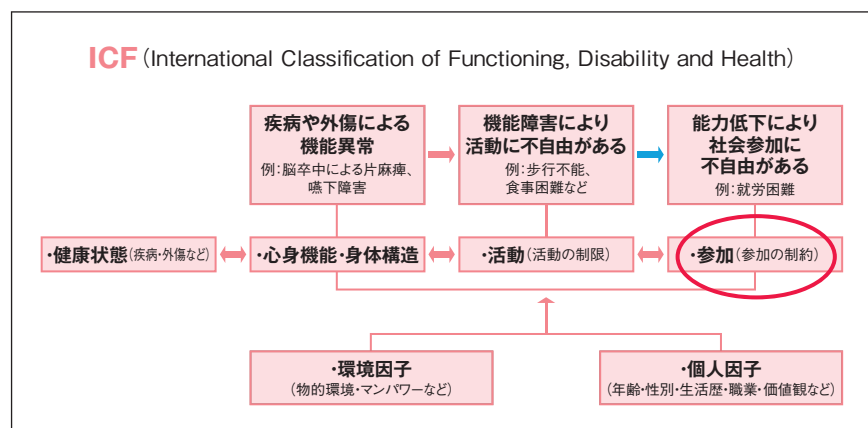 ICF(International Classification of Functioning, Disability and Health)
疾病や外傷による
機能異常
例:脳卒中による片麻痺、
嚥下障害
機能障害により
活動に不自由がある
例:歩行不能、
食事困難など
能力低下により
社会参加に
不自由がある
例:就労困難
・健康状態(疾病・外傷など)
・心身機能・身体構造
・活動(活動の制限)
・参加(参加の制約)
・環境因子
(物的環境・マンパワーなど)
・個人因子
(年齢・性別・生活歴・職業・価値観など)